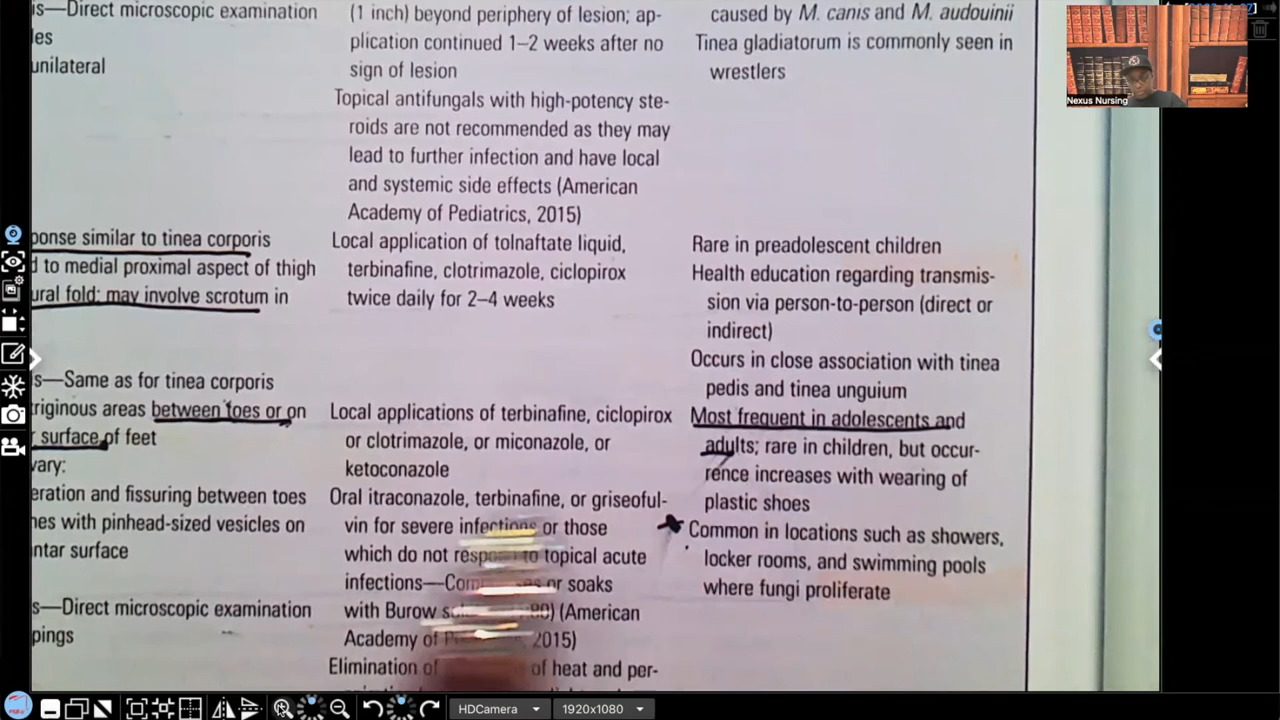 is—Direct microscopic examination
les
unilateral
ponse similar to tinea corporis
d to medial proximal aspect of thigh
ural fold; may involve scrotum in
s—Same as for tinea corporis
riginous areas between toes or on
r surface of feet
vary:
eration and fissuring between toes
hes with pinhead-sized vesicles on
ntar surface
s—Direct microscopic examination
pings
(1 inch) beyond periphery of lesion; ap-
plication continued 1–2 weeks after no
sign of lesion
Topical antifungals with high-potency ste-
roids are not recommended as they may
lead to further infection and have local
and systemic side effects (American
Academy of Pediatrics, 2015)
Local application of tolnaftate liquid,
terbinafine, clotrimazole, ciclopirox
twice daily for 2–4 weeks
Local applications of terbinafine, ciclopirox
or clotrimazole, or miconazole, or
ketoconazole
Oral itraconazole, terbinafine, or griseoful-
vin for severe infections or those
which do not respond to topical acute
infections— or soaks
with Burow (American
Academy of 2015)
Elimination of of heat and per-
caused by M. canis and M. audouinii
Tinea gladiatorum is commonly seen in
wrestlers
Rare in preadolescent children
Health education regarding transmis-
sion via person-to-person (direct or
indirect)
Occurs in close association with tinea
pedis and tinea unguium
Most frequent in adolescents and
adults; rare in children, but occur-
rence increases with wearing of
plastic shoes
Common in locations such as showers,
locker rooms, and swimming pools
where fungi proliferate
Nexus Nursing
HDCamera
1920x1080